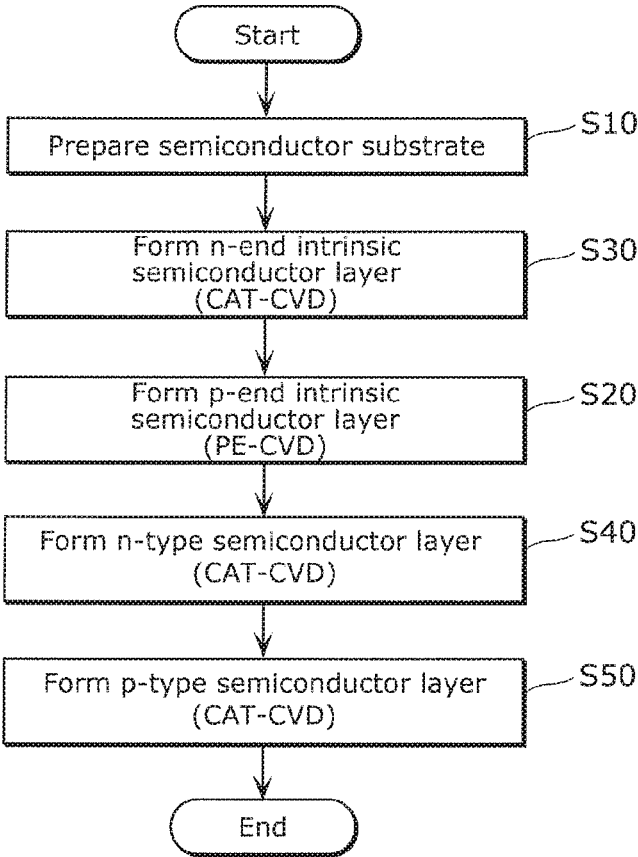 Start
Prepare semiconductor substrate
S10
Form n-end intrinsic
semiconductor layer
(CAT-CVD)
S30
Form p-end intrinsic
semiconductor layer
(PE-CVD)
S20
Form n-type semiconductor layer
(CAT-CVD)
S40
Form p-type semiconductor layer
(CAT-CVD)
S50
End